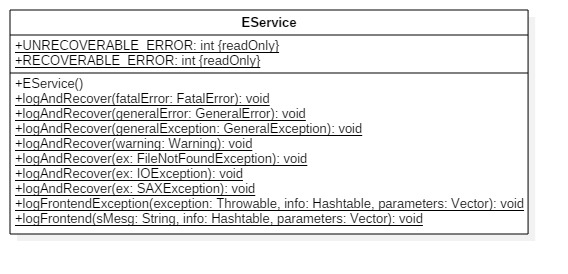 EService
+UNRECOVERABLE_ERROR: int {readOnly}
+RECOVERABLE_ERROR: int {readOnly}
+EService()
+logAndRecover(fatalError: FatalError): void
+logAndRecover(generalError: GeneralError): void
+logAndRecover(generalException: GeneralException): void
+logAndRecover(warning: Warning): void
+logAndRecover(ex: FileNotFoundException): void
+logAndRecover(ex: IOException): void
+logAndRecover(ex: SAXException): void
+logFrontendException(exception: Throwable, info: Hashtable, parameters: Vector): void
+logFrontend(sMesg: String, info: Hashtable, parameters: Vector): void